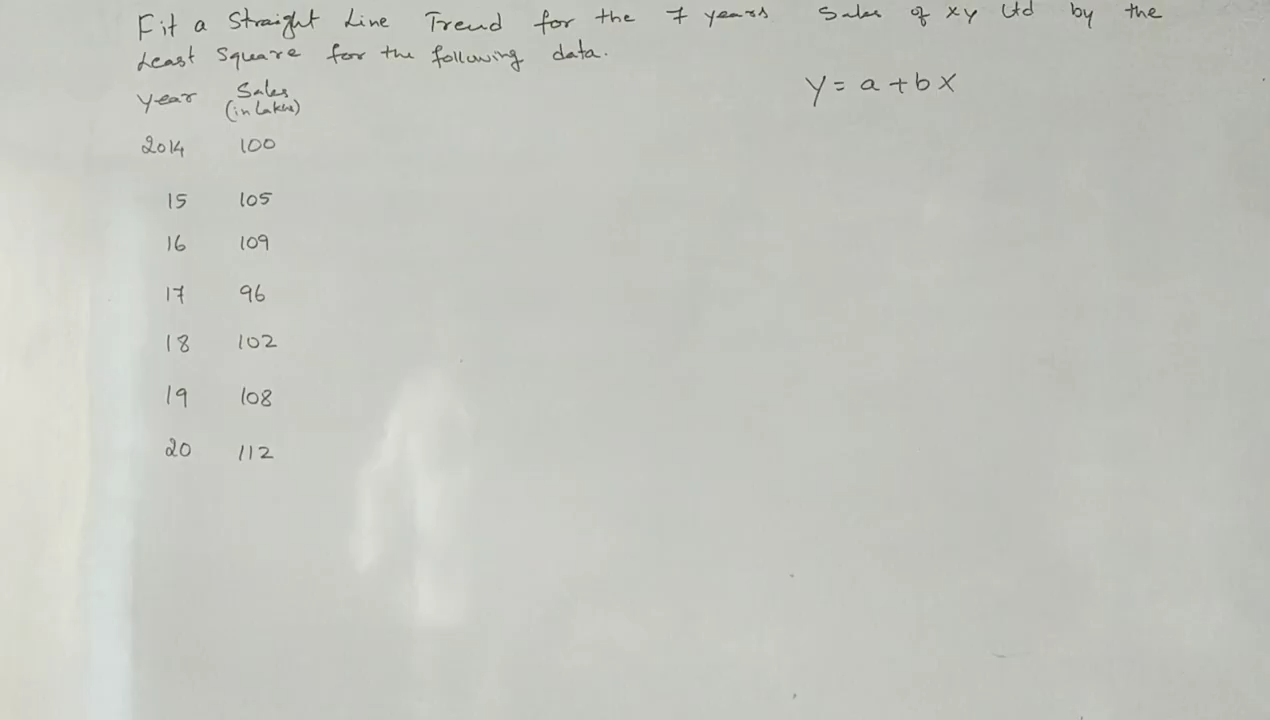 Fit a Straight Line Trend for the 7 years Sales of xy Ltd by the
Least Square for the following data.
Y = a + b X
Year Sales
(in Lakhs)
2014 100
15 105
16 109
17 96
18 102
19 108
20 112